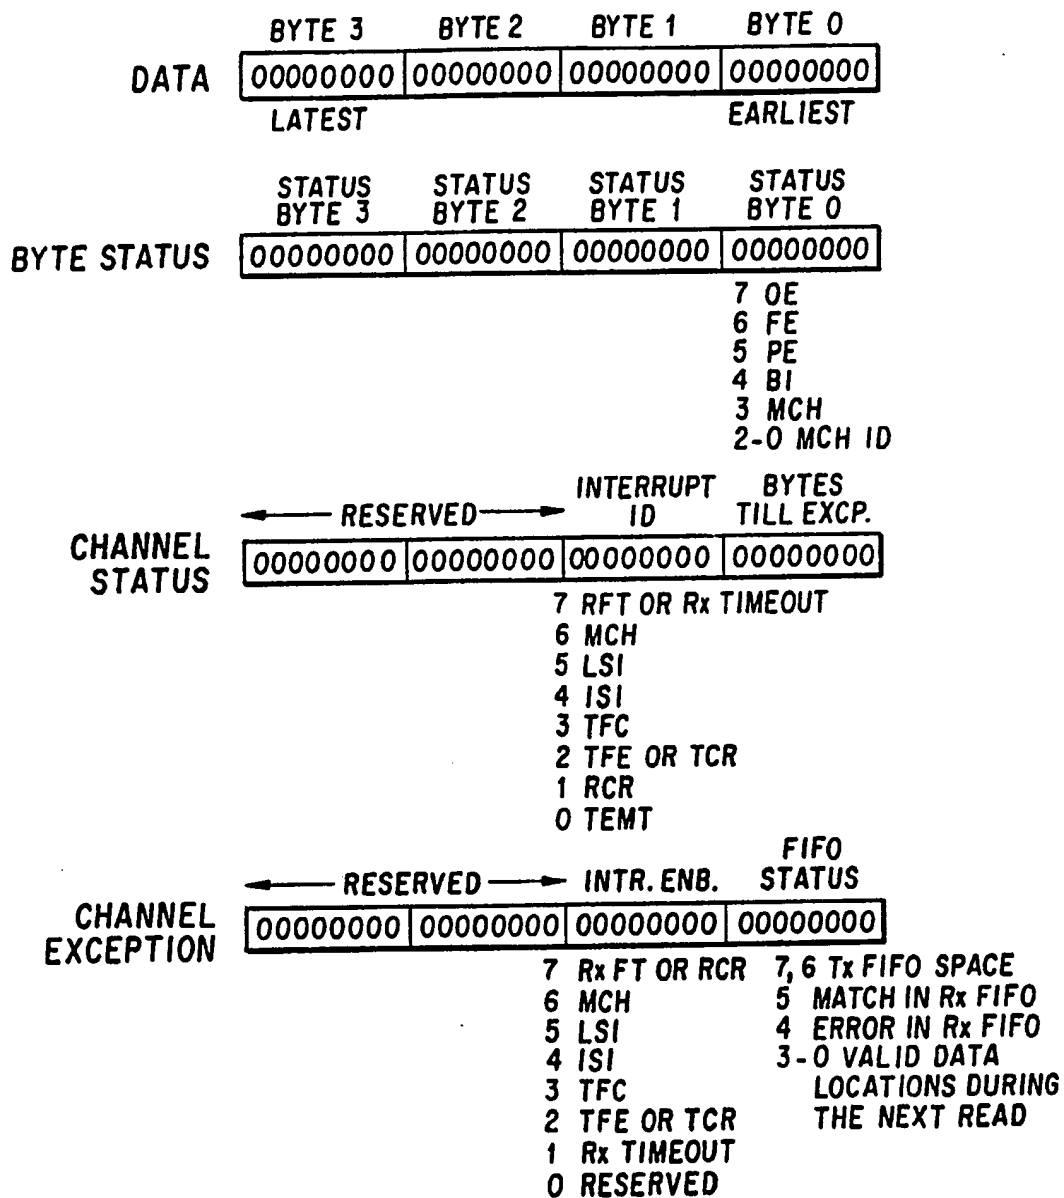 BYTE 3 BYTE 2 BYTE 1 BYTE 0
DATA 00000000 00000000 00000000 00000000
LATEST EARLIEST
STATUS BYTE 3 STATUS BYTE 2 STATUS BYTE 1 STATUS BYTE 0
BYTE STATUS 00000000 00000000 00000000 00000000
7 OE
6 FE
5 PE
4 BI
3 MCH
2-0 MCH ID
RESERVED INTERRUPT ID BYTES TILL EXCP.
CHANNEL STATUS 00000000 00000000 00000000 00000000
7 RFT OR Rx TIMEOUT
6 MCH
5 LSI
4 ISI
3 TFC
2 TFE OR TCR
1 RCR
0 TEMT
RESERVED INTR. ENB. FIFO STATUS
CHANNEL EXCEPTION 00000000 00000000 00000000 00000000
7 Rx FT OR RCR
6 MCH
5 LSI
4 ISI
3 TFC
2 TFE OR TCR
1 Rx TIMEOUT
0 RESERVED
7,6 Tx FIFO SPACE
5 MATCH IN Rx FIFO
4 ERROR IN Rx FIFO
3-0 VALID DATA
LOCATIONS DURING
THE NEXT READ